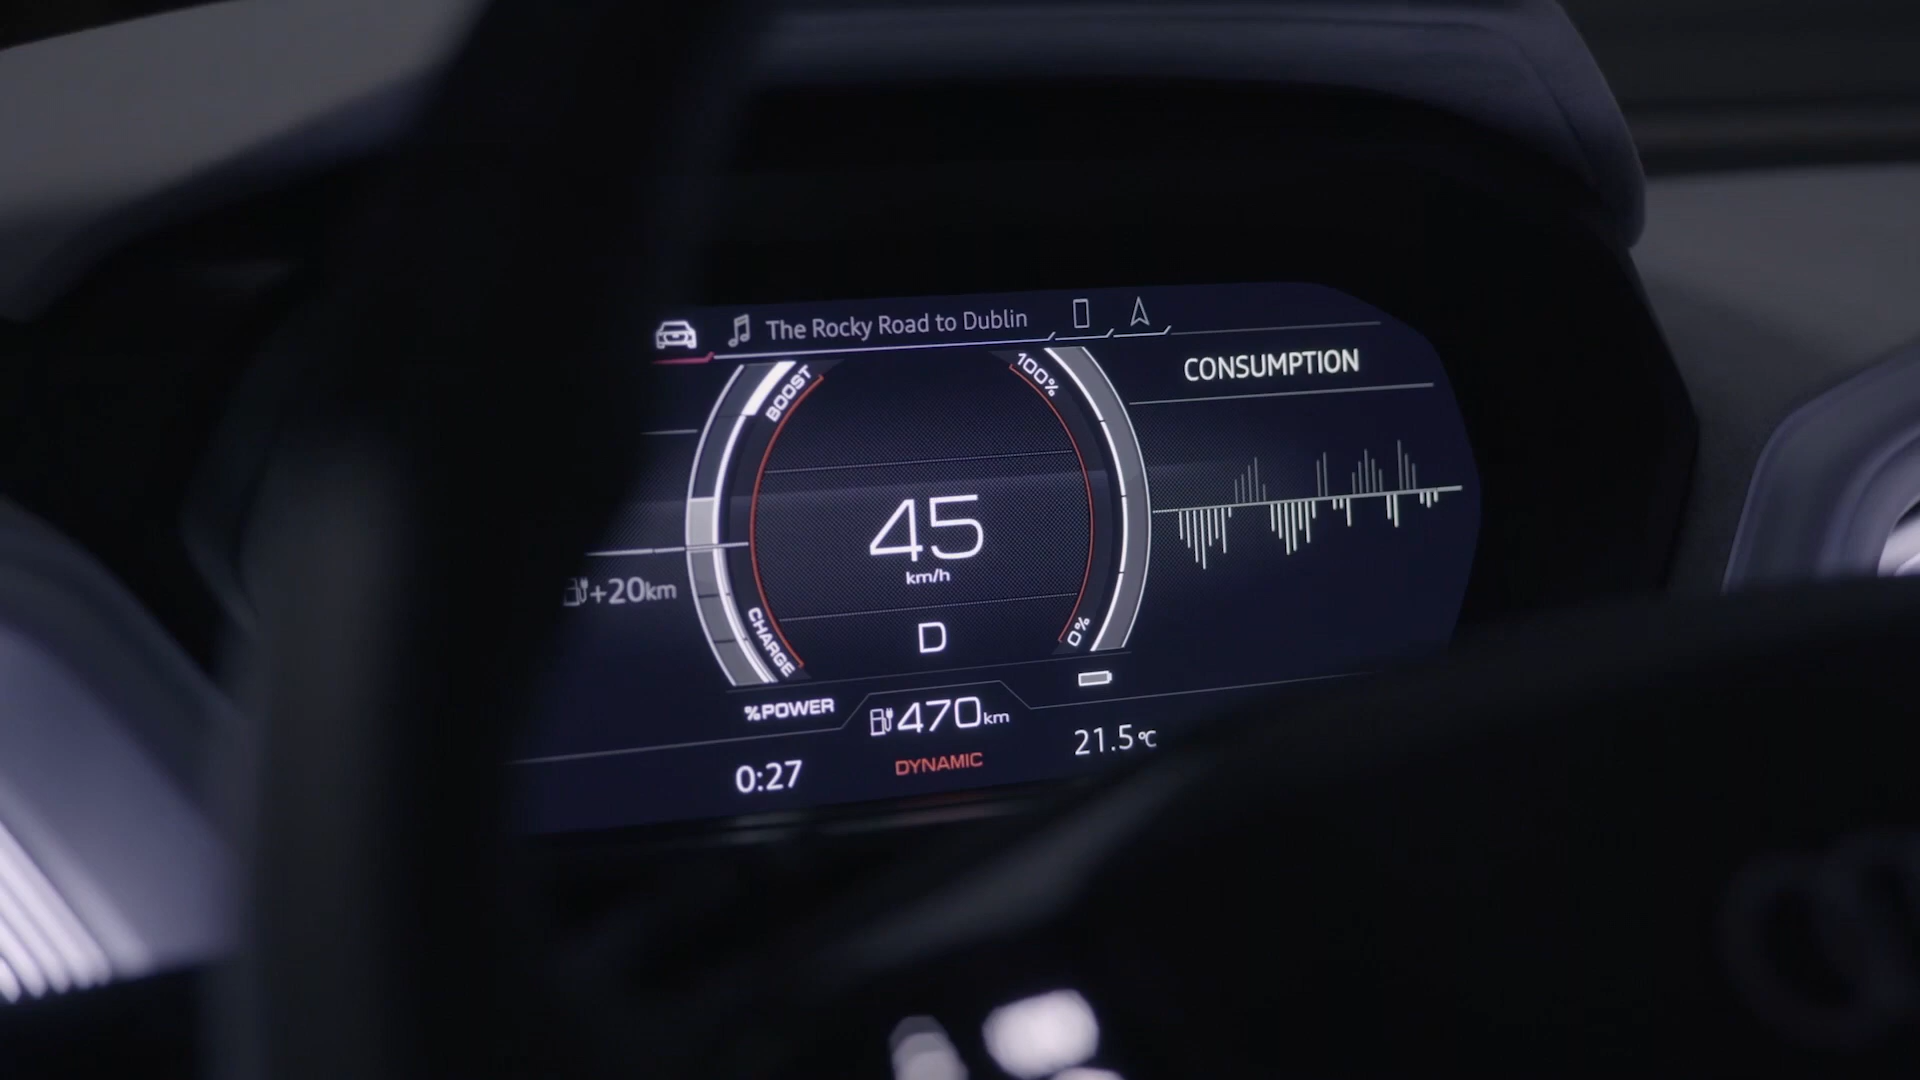 The Rocky Road to Dublin
CONSUMPTION
BOOST
100%
45
km/h
+20km
CHARGE
0%
D
%POWER
470km
0:27
DYNAMIC
21.5°C